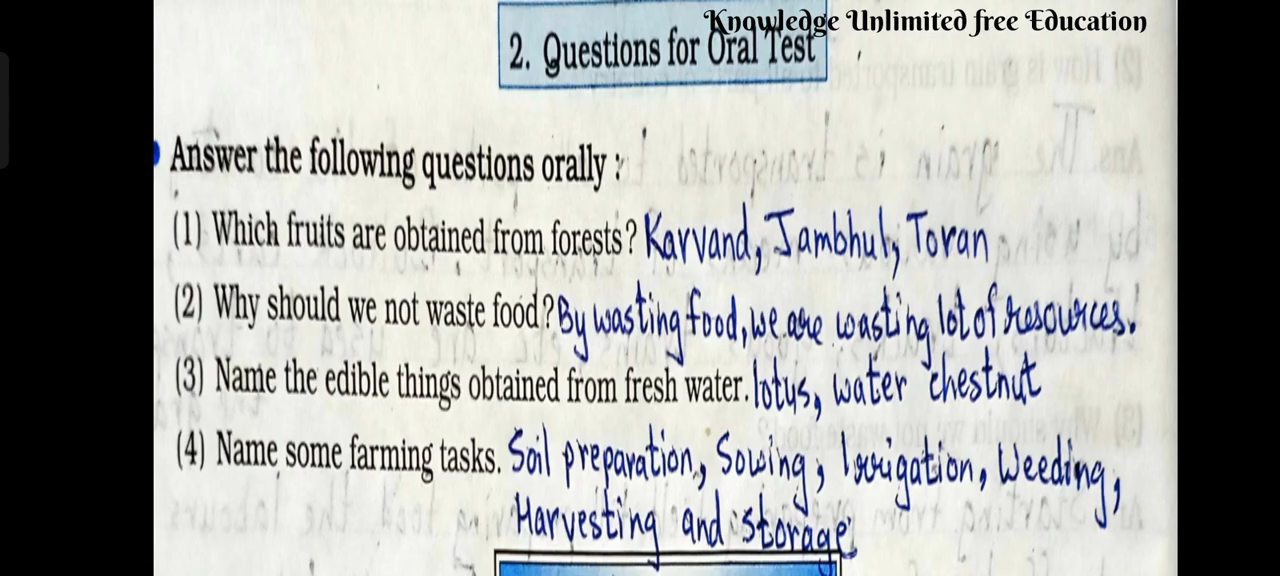 Knowledge Unlimited free Education
2. Questions for Oral Test
Answer the following questions orally :
(1) Which fruits are obtained from forests? Karvand, Jambhul, Toran
(2) Why should we not waste food? By wasting food, we are wasting lot of resources.
(3) Name the edible things obtained from fresh water. lotus, water chestnut
(4) Name some farming tasks. Soil preparation, Sowing, Irrigation, Weeding,
Harvesting and storage